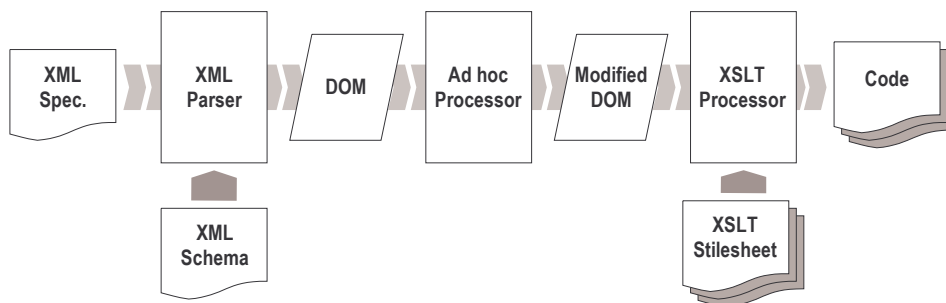 XML
Spec.
XML
Parser
DOM
Ad hoc
Processor
Modified
DOM
XSLT
Processor
Code
XML
Schema
XSLT
Stilesheet